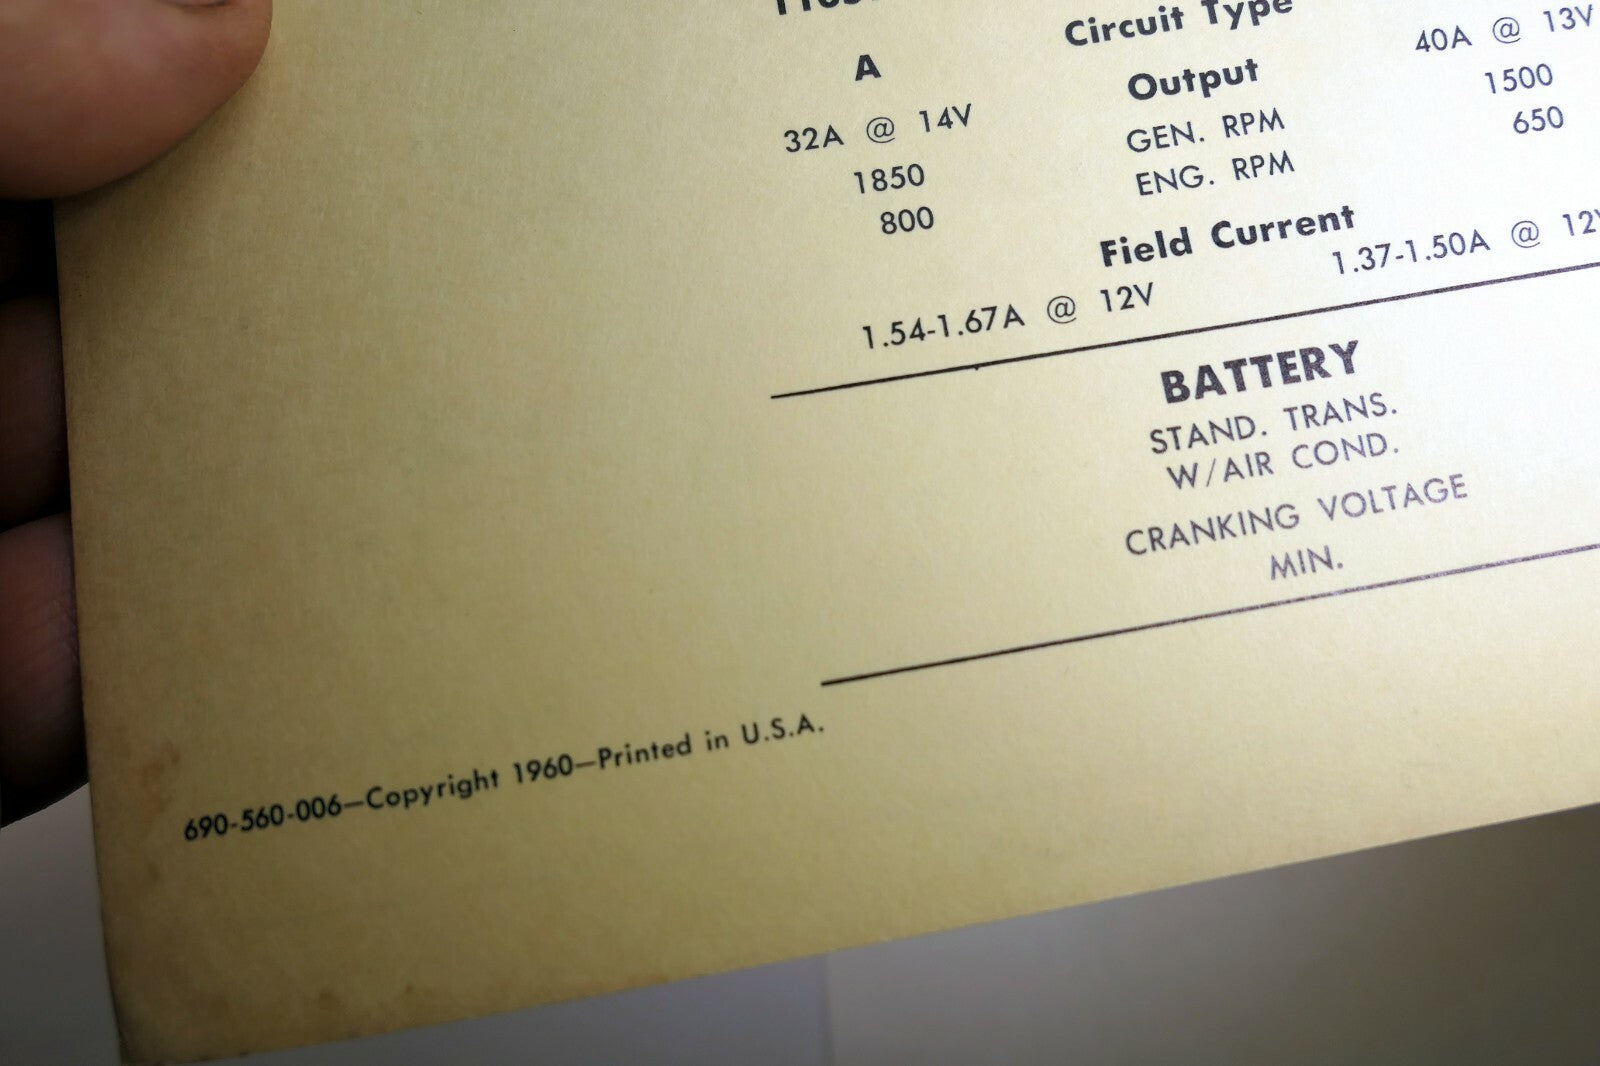 Circuit Type
A
Output
32A @ 14V
GEN. RPM
40A @ 13V
1850
ENG. RPM
1500
800
650
Field Current
1.54-1.67A @ 12V
1.37-1.50A @ 12V
BATTERY
STAND. TRANS.
W/AIR COND.
CRANKING VOLTAGE
MIN.
690-560-006—Copyright 1960—Printed in U.S.A.